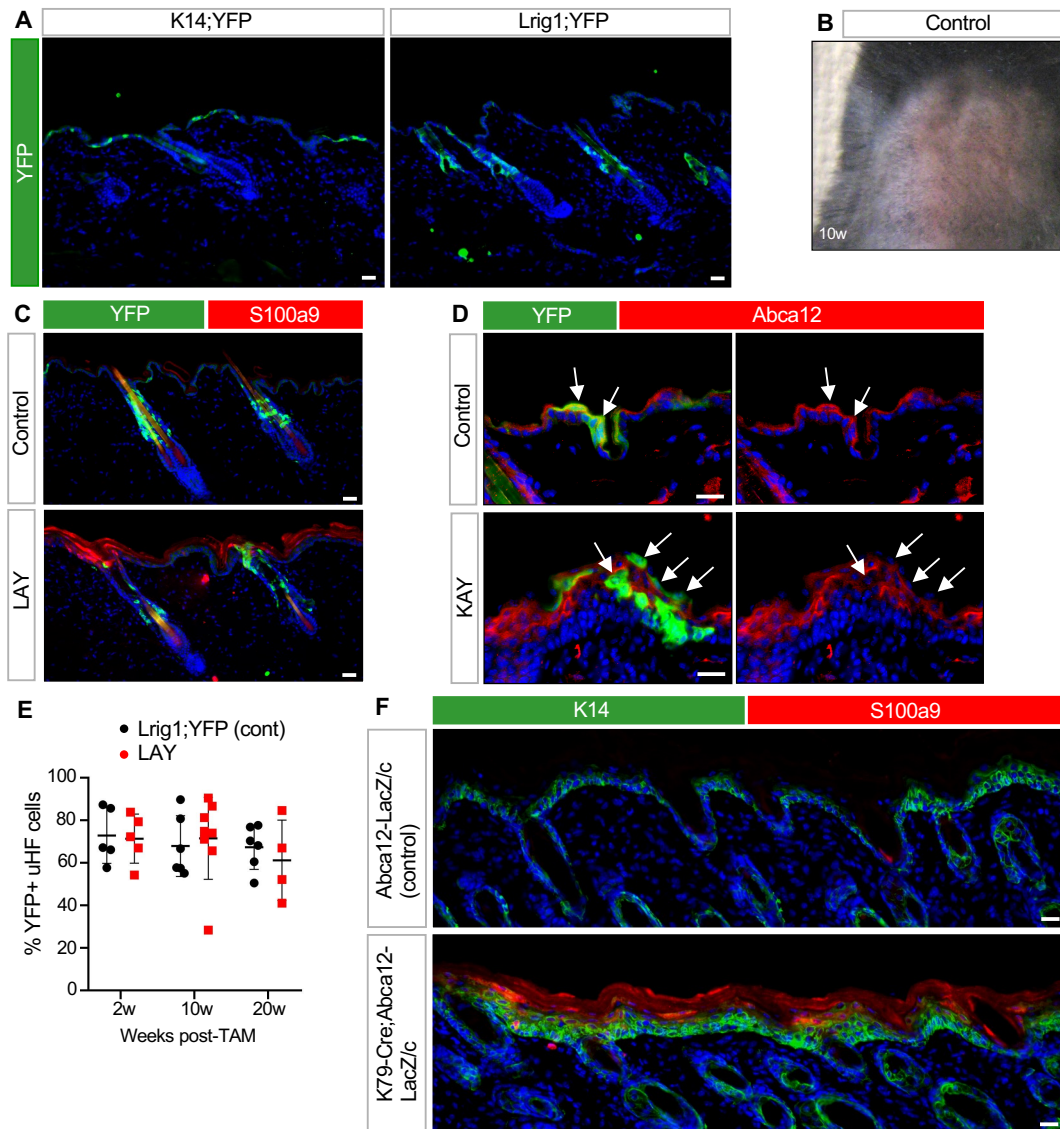 A
K14;YFP
Lrig1;YFP
YFP
B
Control
10w
C
YFP
S100a9
Control
LAY
D
YFP
Abca12
Control
KAY
E
Lrig1;YFP (cont)
LAY
% YFP+ uHF cells
100
80
60
40
20
0
2w
10w
20w
Weeks post-TAM
F
K14
S100a9
Abca12-LacZ/c
(control)
K79-Cre;Abca12-
LacZ/c